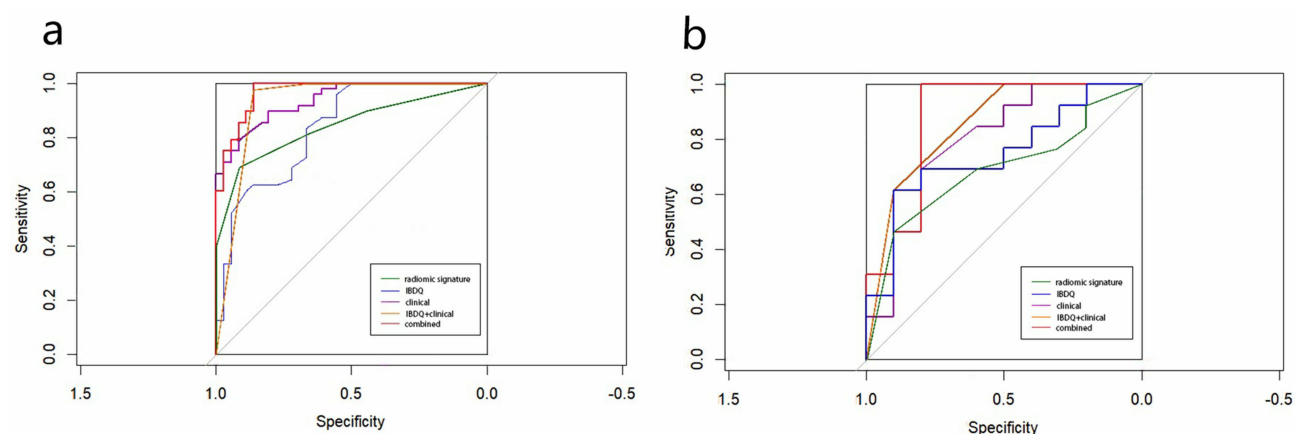 a
Sensitivity
1.0
0.8
0.6
0.4
0.2
0.0
radiomic signature
IBDQ
clinical
IBDQ+clinical
combined
1.5 1.0 0.5 0.0 -0.5
Specificity
b
Sensitivity
1.0
0.8
0.6
0.4
0.2
0.0
radiomic signature
IBDQ
clinical
IBDQ+clinical
combined
1.5 1.0 0.5 0.0 -0.5
Specificity